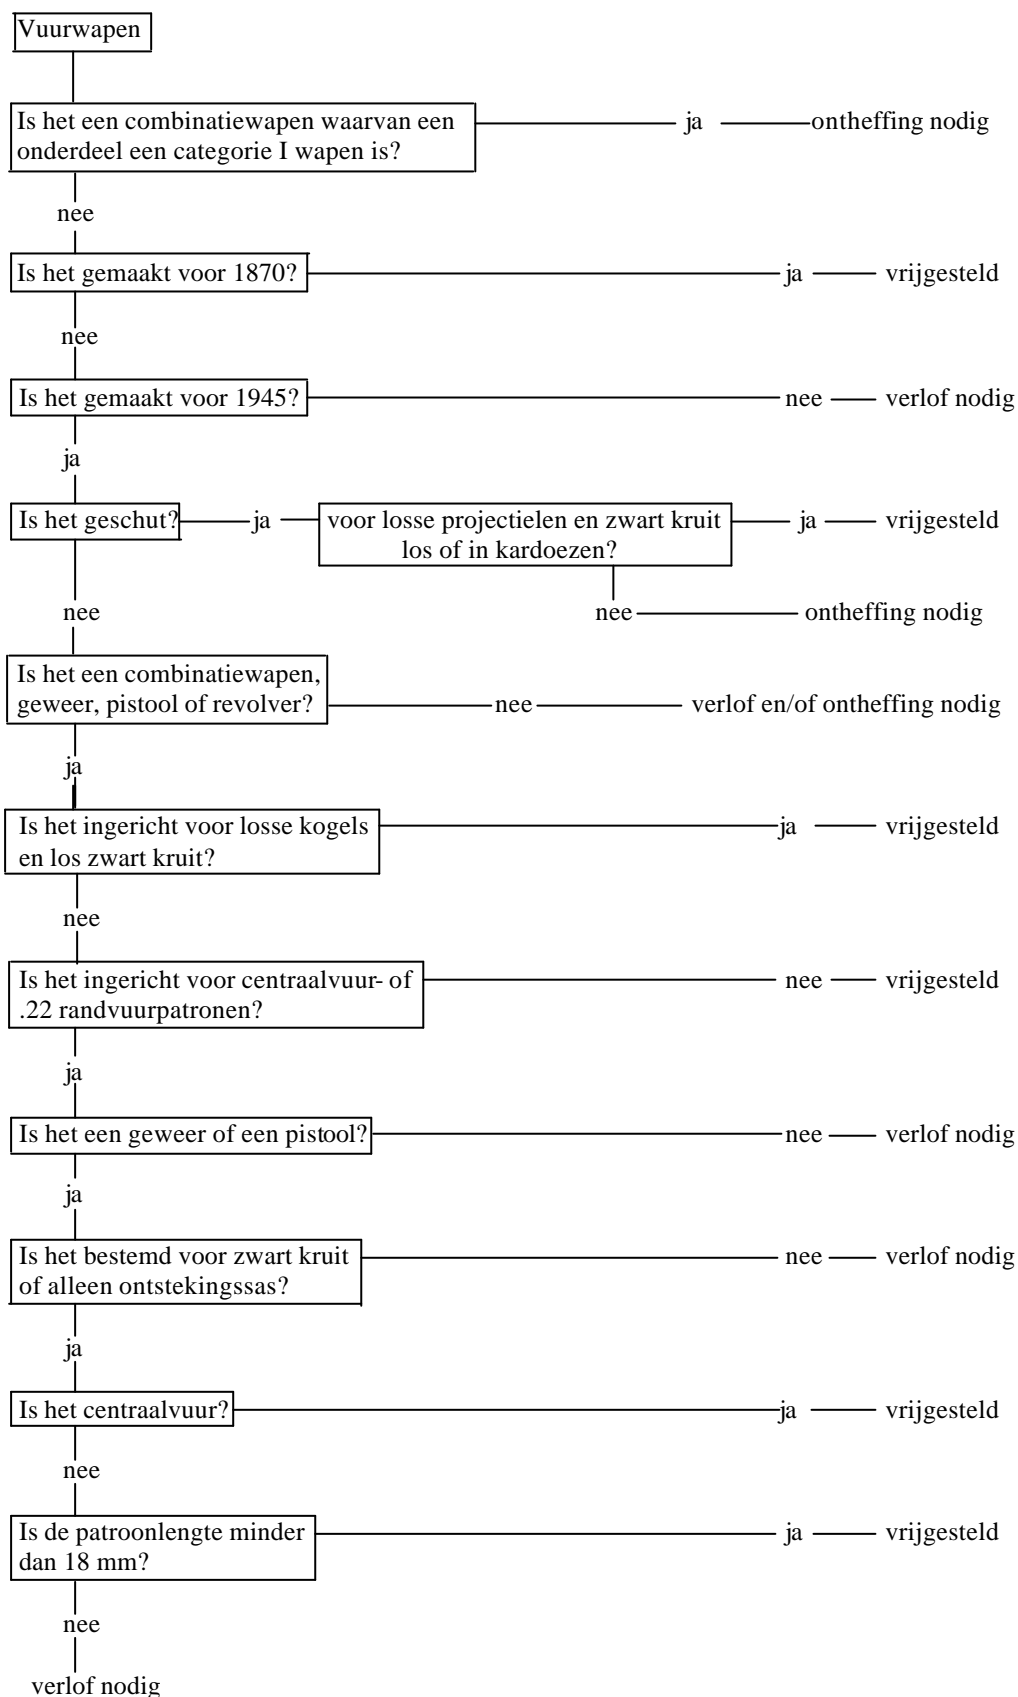 Vuurwapen
Is het een combinatiewapen waarvan een
onderdeel een categorie I wapen is?
ja
ontheffing nodig
nee
Is het gemaakt voor 1870?
ja
vrijgesteld
nee
Is het gemaakt voor 1945?
nee
verlof nodig
ja
Is het geschut?
ja
voor losse projectielen en zwart kruit
los of in kardoezen?
ja
vrijgesteld
nee
nee
ontheffing nodig
Is het een combinatiewapen,
geweer, pistool of revolver?
nee
verlof en/of ontheffing nodig
ja
Is het ingericht voor losse kogels
en los zwart kruit?
ja
vrijgesteld
nee
Is het ingericht voor centraalvuur- of
.22 randvuurpatronen?
nee
vrijgesteld
ja
Is het een geweer of een pistool?
nee
verlof nodig
ja
Is het bestemd voor zwart kruit
of alleen ontstekingssas?
nee
verlof nodig
ja
Is het centraalvuur?
ja
vrijgesteld
nee
Is de patroonlengte minder
dan 18 mm?
ja
vrijgesteld
nee
verlof nodig